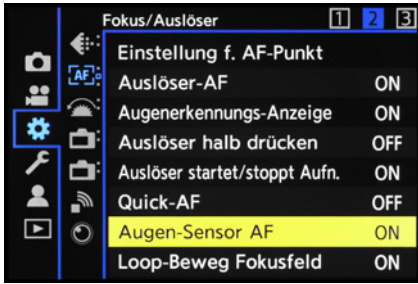 Fokus/Auslöser 1 2 3
Einstellung f. AF-Punkt
AF
Auslöser-AF ON
Augenerkennungs-Anzeige ON
Auslöser halb drücken OFF
Auslöser startet/stoppt Aufn. ON
Quick-AF OFF
Augen-Sensor AF ON
Loop-Beweg Fokusfeld ON